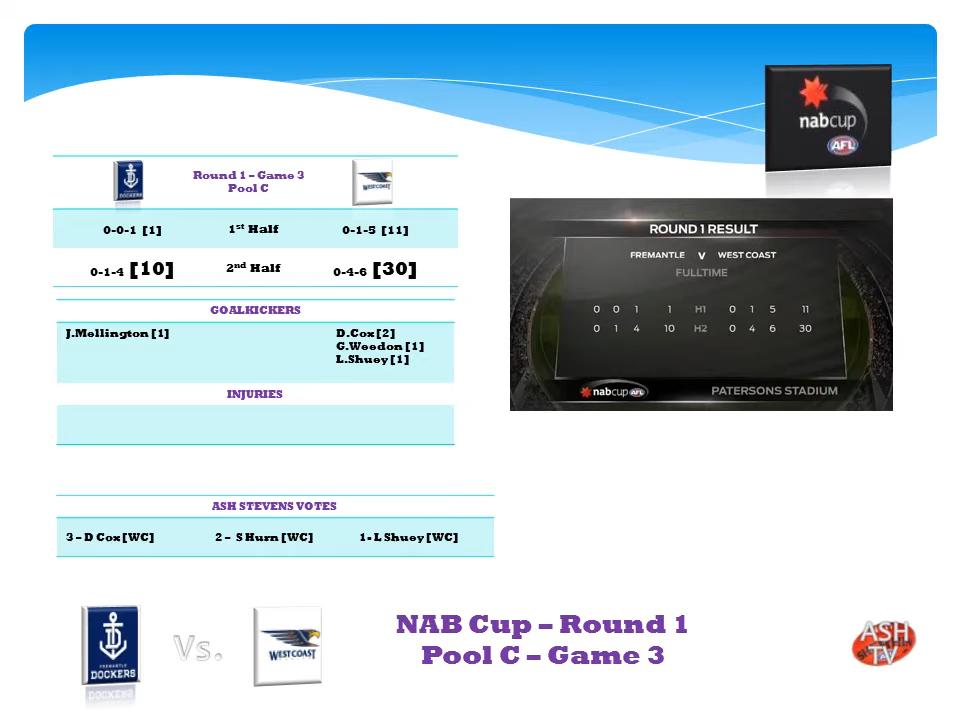 nabcup
AFL
Round 1 – Game 3
Pool C
DOCKERS
WEST COAST
0-0-1 [1] 1st Half 0-1-5 [11]
0-1-4 [10] 2nd Half 0-4-6 [30]
GOALKICKERS
J.Mellington [1] D.Cox [2]
G.Weedon [1]
L.Shuey [1]
INJURIES
ROUND 1 RESULT
FREMANTLE V WEST COAST
FULLTIME
0 0 1 1 H1 0 1 5 11
0 1 4 10 H2 0 4 6 30
nabcup AFL PATERSONS STADIUM
ASH STEVENS VOTES
3 – D Cox [WC] 2 – S Hurn [WC] 1- L Shuey [WC]
FREMANTLE
DOCKERS
Vs.
WEST COAST
NAB Cup – Round 1
Pool C – Game 3
ASH
TV